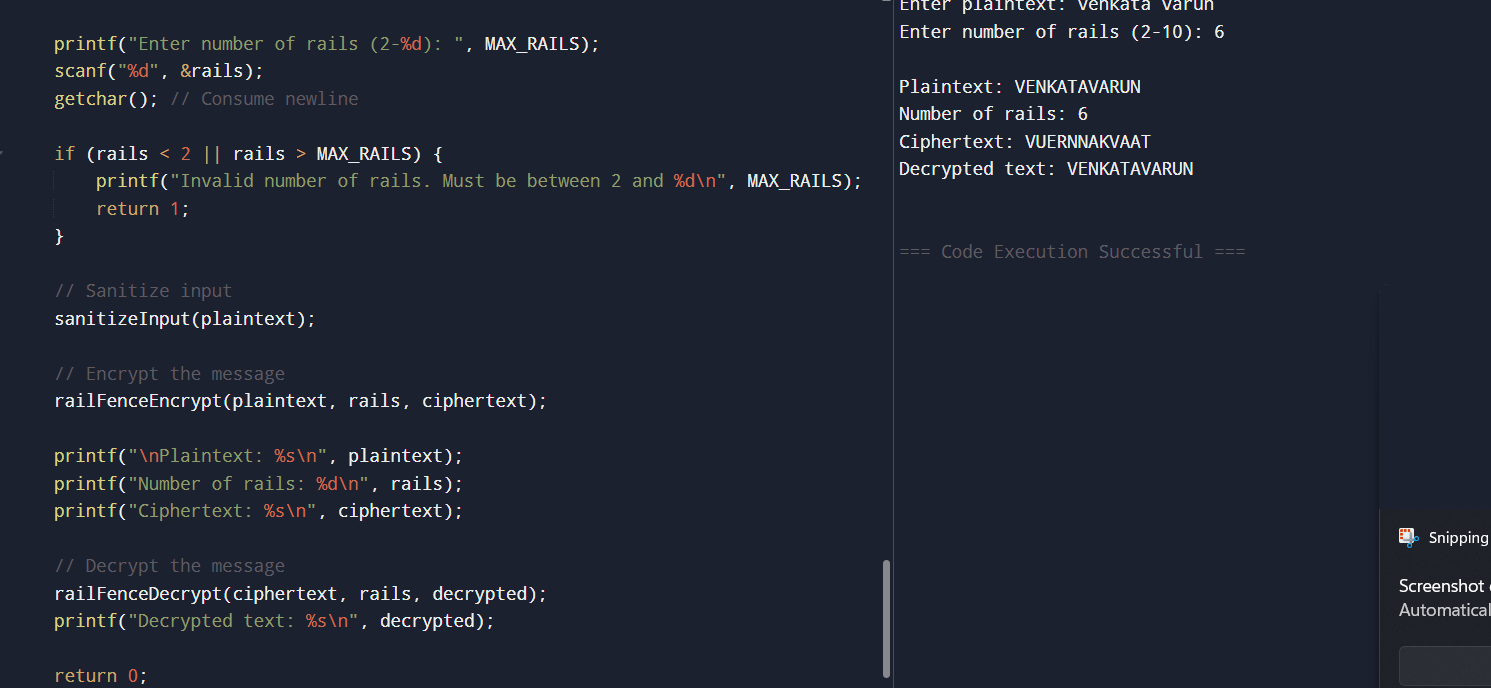 printf("Enter number of rails (2-%d): ", MAX_RAILS);
scanf("%d", &rails);
getchar(); // Consume newline
if (rails < 2 || rails > MAX_RAILS) {
printf("Invalid number of rails. Must be between 2 and %d\n", MAX_RAILS);
return 1;
}
// Sanitize input
sanitizeInput(plaintext);
// Encrypt the message
railFenceEncrypt(plaintext, rails, ciphertext);
printf("\nPlaintext: %s\n", plaintext);
printf("Number of rails: %d\n", rails);
printf("Ciphertext: %s\n", ciphertext);
// Decrypt the message
railFenceDecrypt(ciphertext, rails, decrypted);
printf("Decrypted text: %s\n", decrypted);
return 0;
Enter plaintext: Venkata Varun
Enter number of rails (2-10): 6
Plaintext: VENKATAVARUN
Number of rails: 6
Ciphertext: VUERNNAKVAAT
Decrypted text: VENKATAVARUN
=== Code Execution Successful ===
Snipping
Screenshot
Automatical